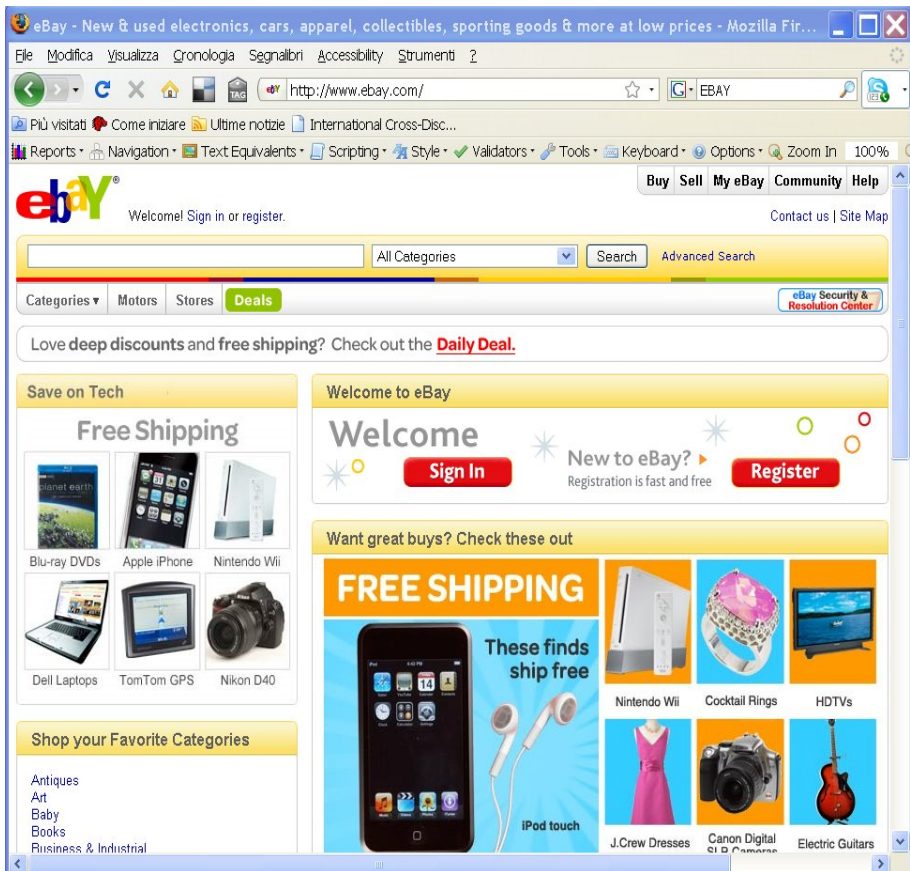 eBay - New & used electronics, cars, apparel, collectibles, sporting goods & more at low prices - Mozilla Fir...
File Modifica Visualizza Cronologia Segnalibri Accessibility Strumenti ?
TAG http://www.ebay.com/ G EBAY
Più visitati Come iniziare Ultime notizie International Cross-Disc...
Reports Navigation Text Equivalents Scripting Style Validators Tools Keyboard Options Zoom In 100%
Buy Sell My eBay Community Help
ebaY®
Welcome! Sign in or register.
Contact us | Site Map
All Categories Search Advanced Search
Categories Motors Stores Deals
eBay Security &
Resolution Center
Love deep discounts and free shipping? Check out the Daily Deal.
Save on Tech
Free Shipping
planet earth
Blu-ray DVDs Apple iPhone Nintendo Wii
Dell Laptops TomTom GPS Nikon D40
Shop your Favorite Categories
Antiques
Art
Baby
Books
Business & Industrial
Welcome to eBay
Welcome
Sign In
New to eBay?
Registration is fast and free
Register
Want great buys? Check these out
FREE SHIPPING
These finds
ship free
iPod touch
Nintendo Wii Cocktail Rings HDTVs
J.Crew Dresses Canon Digital
SLR Cameras
Electric Guitars